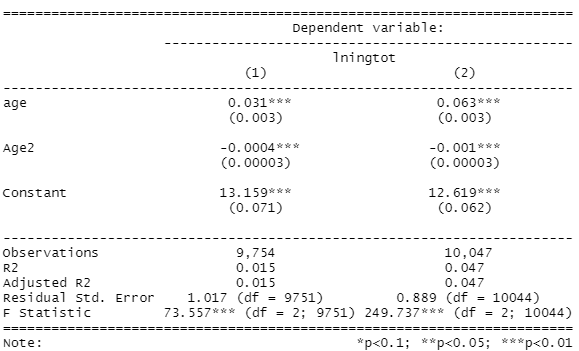 Dependent variable:
lningtot
(1) (2)
age 0.031*** 0.063***
(0.003) (0.003)
Age2 -0.0004*** -0.001***
(0.00003) (0.00003)
Constant 13.159*** 12.619***
(0.071) (0.062)
Observations 9,754 10,047
R2 0.015 0.047
Adjusted R2 0.015 0.047
Residual Std. Error 1.017 (df = 9751) 0.889 (df = 10044)
F Statistic 73.557*** (df = 2; 9751) 249.737*** (df = 2; 10044)
Note: *p<0.1; **p<0.05; ***p<0.01